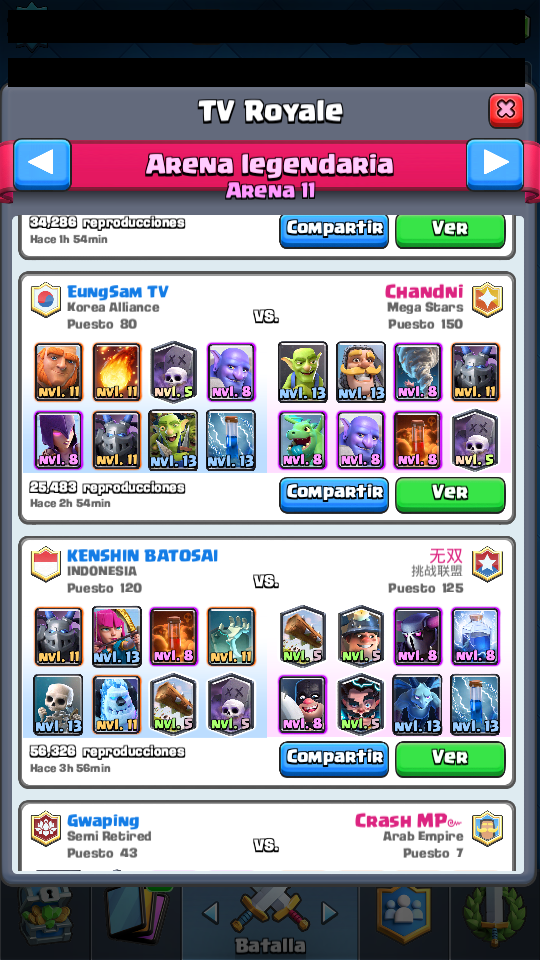 TV Royale
Arena legendaria
Arena 11
34,286 reproducciones
Hace 1h 54min
Compartir
Ver
EungSam TV
Korea Alliance
Puesto 80
vs.
Chandni
Mega Stars
Puesto 150
Nvl. 11 Nvl. 11 Nvl. 5 Nvl. 8 Nvl. 13 Nvl. 13 Nvl. 8 Nvl. 11
Nvl. 8 Nvl. 11 Nvl. 13 Nvl. 13 Nvl. 8 Nvl. 8 Nvl. 8 Nvl. 5
25,483 reproducciones
Hace 2h 54min
Compartir
Ver
KENSHIN BATOSAI
INDONESIA
Puesto 120
vs.
无双
挑战联盟
Puesto 125
Nvl. 11 Nvl. 13 Nvl. 8 Nvl. 11 Nvl. 5 Nvl. 5 Nvl. 8 Nvl. 8
Nvl. 13 Nvl. 11 Nvl. 5 Nvl. 5 Nvl. 8 Nvl. 5 Nvl. 13 Nvl. 13
56,326 reproducciones
Hace 3h 56min
Compartir
Ver
Gwaping
Semi Retired
Puesto 43
vs.
Crash MP
Arab Empire
Puesto 7
Batalla